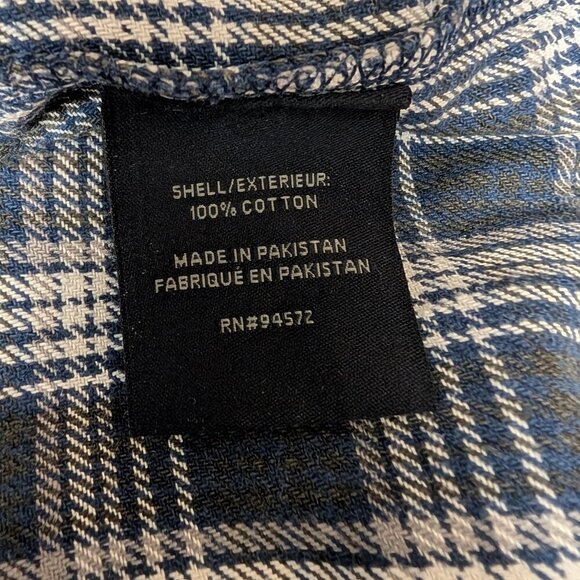 SHELL/EXTERIEUR:
100% COTTON
MADE IN PAKISTAN
FABRIQUÉ EN PAKISTAN
RN#94572